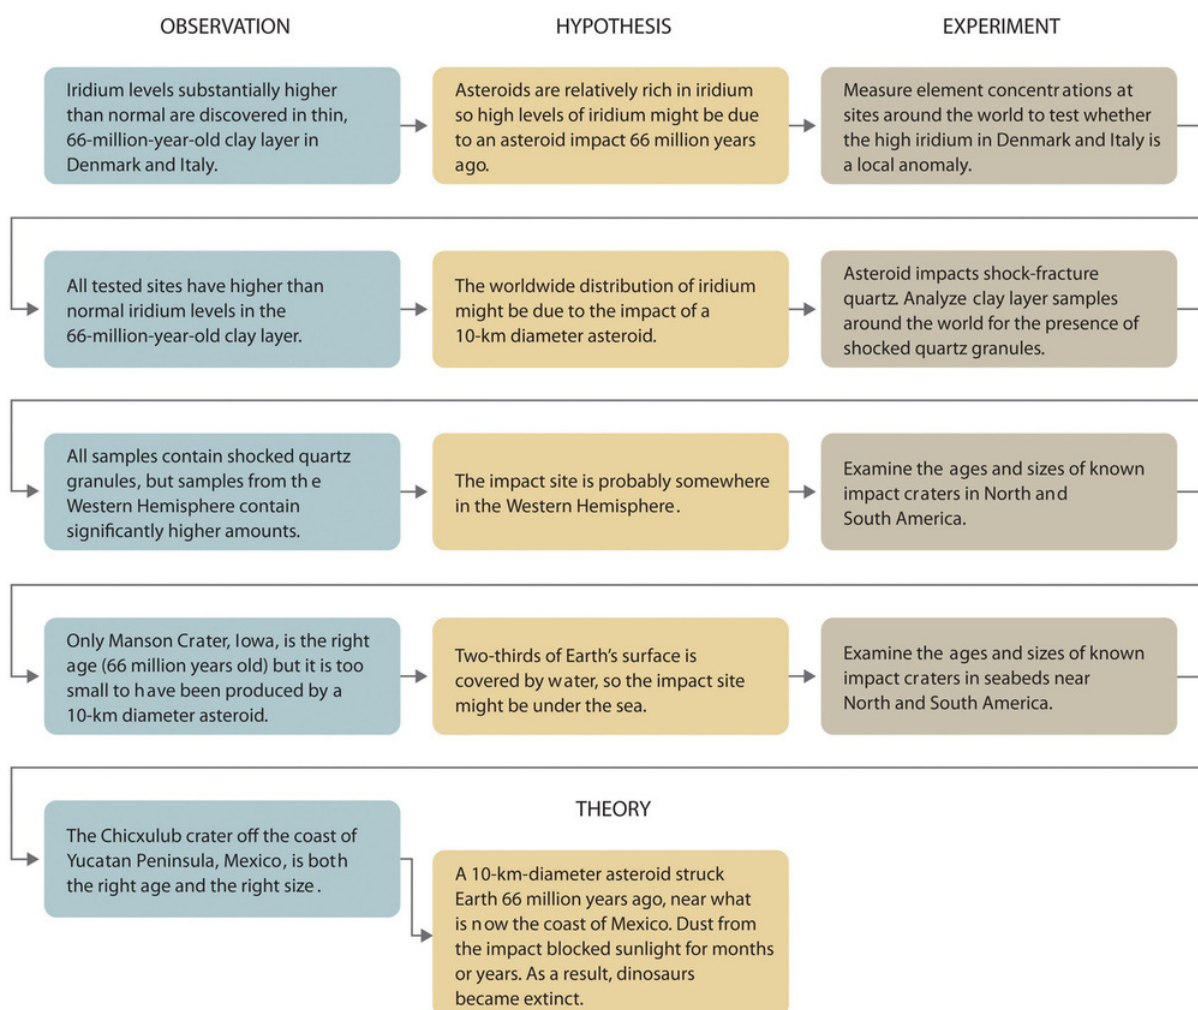 OBSERVATION
HYPOTHESIS
EXPERIMENT
Iridium levels substantially higher
than normal are discovered in thin,
66-million-year-old clay layer in
Denmark and Italy.
Asteroids are relatively rich in iridium
so high levels of iridium might be due
to an asteroid impact 66 million years
ago.
Measure element concentrations at
sites around the world to test whether
the high iridium in Denmark and Italy is
a local anomaly.
All tested sites have higher than
normal iridium levels in the
66-million-year-old clay layer.
The worldwide distribution of iridium
might be due to the impact of a
10-km diameter asteroid.
Asteroid impacts shock-fracture
quartz. Analyze clay layer samples
around the world for the presence of
shocked quartz granules.
All samples contain shocked quartz
granules, but samples from the
Western Hemisphere contain
significantly higher amounts.
The impact site is probably somewhere
in the Western Hemisphere.
Examine the ages and sizes of known
impact craters in North and
South America.
Only Manson Crater, Iowa, is the right
age (66 million years old) but it is too
small to have been produced by a
10-km diameter asteroid.
Two-thirds of Earth's surface is
covered by water, so the impact site
might be under the sea.
Examine the ages and sizes of known
impact craters in seabeds near
North and South America.
The Chicxulub crater off the coast of
Yucatan Peninsula, Mexico, is both
the right age and the right size.
THEORY
A 10-km-diameter asteroid struck
Earth 66 million years ago, near what
is now the coast of Mexico. Dust from
the impact blocked sunlight for months
or years. As a result, dinosaurs
became extinct.